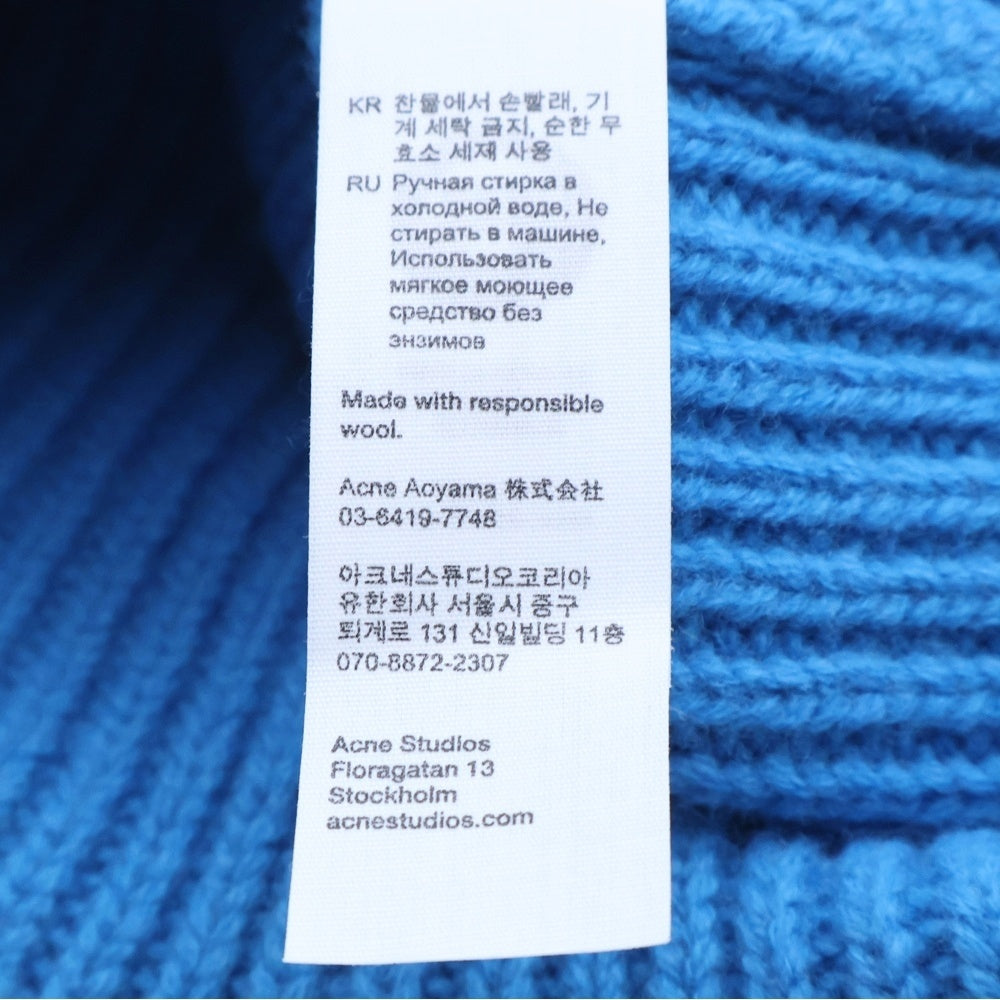 KR 찬물에서 손빨래, 기
계 세탁 금지, 순한 무
효소 세제 사용
RU Ручная стирка в
холодной воде, Не
стирать в машине,
Использовать
мягкое моющее
средство без
энзимов
Made with responsible
wool.
Acne Aoyama 株式会社
03-6419-7748
아크네스튜디오코리아
유한회사 서울시 중구
퇴계로 131 신일빌딩 11층
070-8872-2307
Acne Studios
Floragatan 13
Stockholm
acnestudios.com